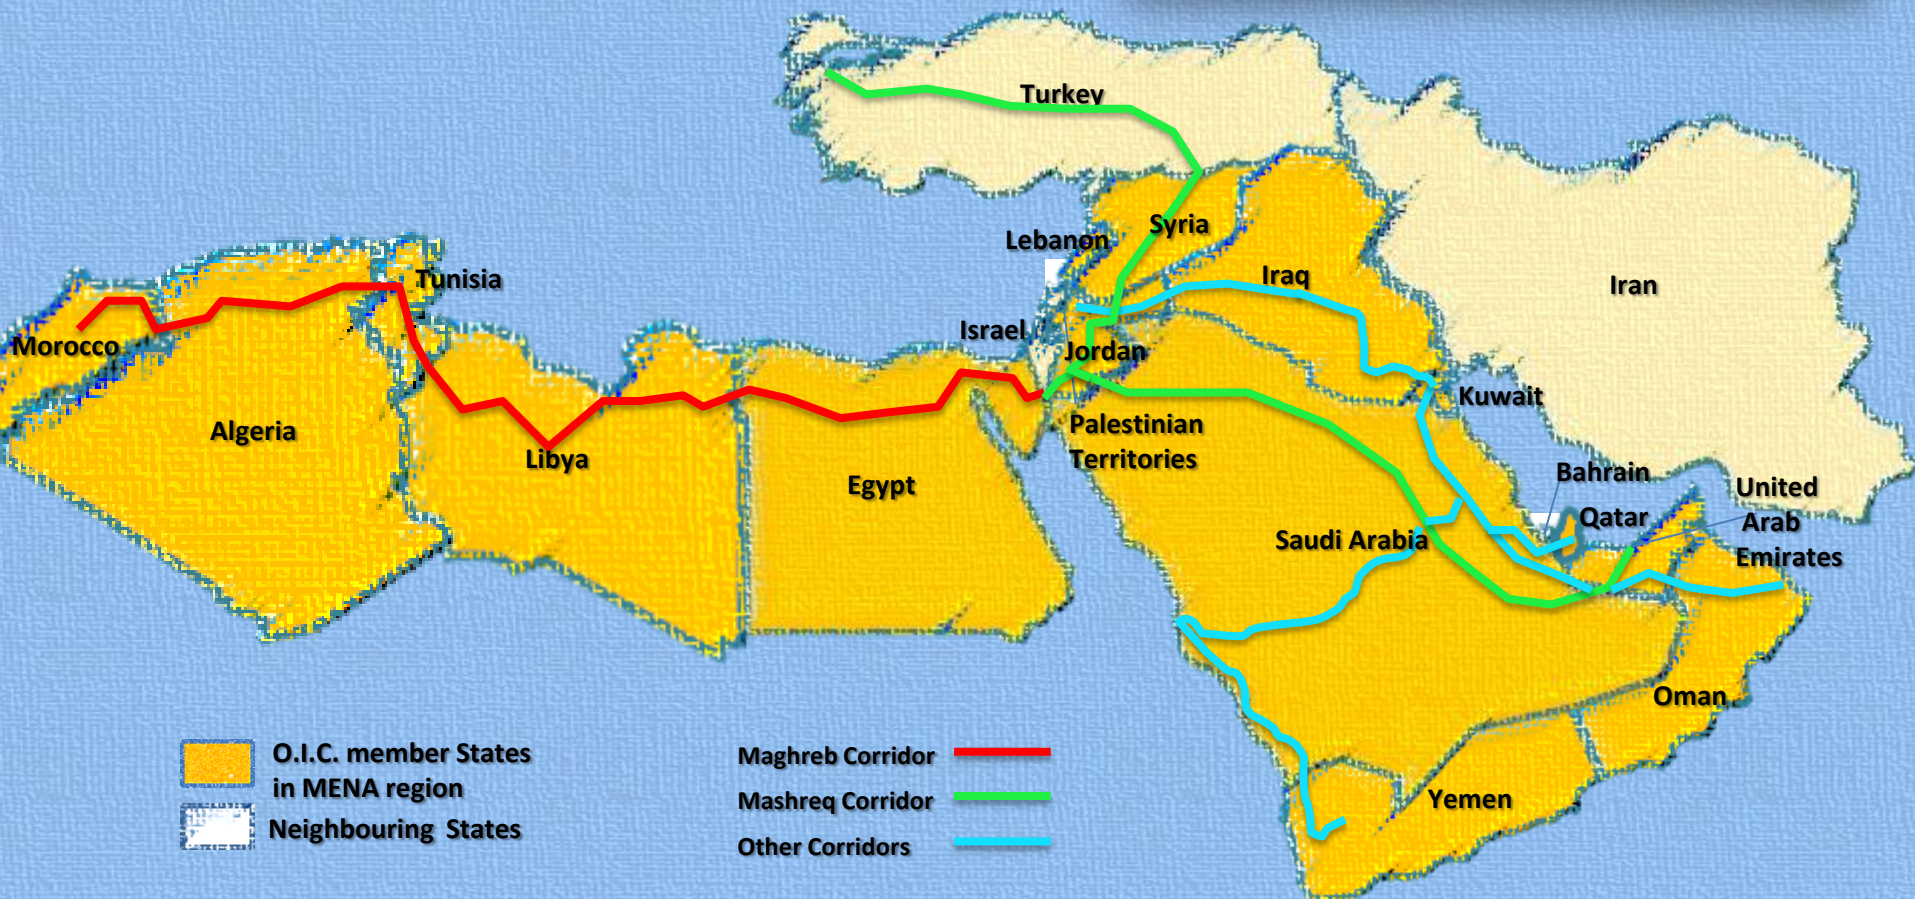 Turkey
Syria
Lebanon
Iraq
Iran
Tunisia
Israel
Morocco
Jordan
Kuwait
Algeria
Palestinian
Territories
Libya
Egypt
Bahrain
United
Arab
Emirates
Qatar
Saudi Arabia
Oman
Yemen
O.I.C. member States
in MENA region
Neighbouring States
Maghreb Corridor
Mashreq Corridor
Other Corridors